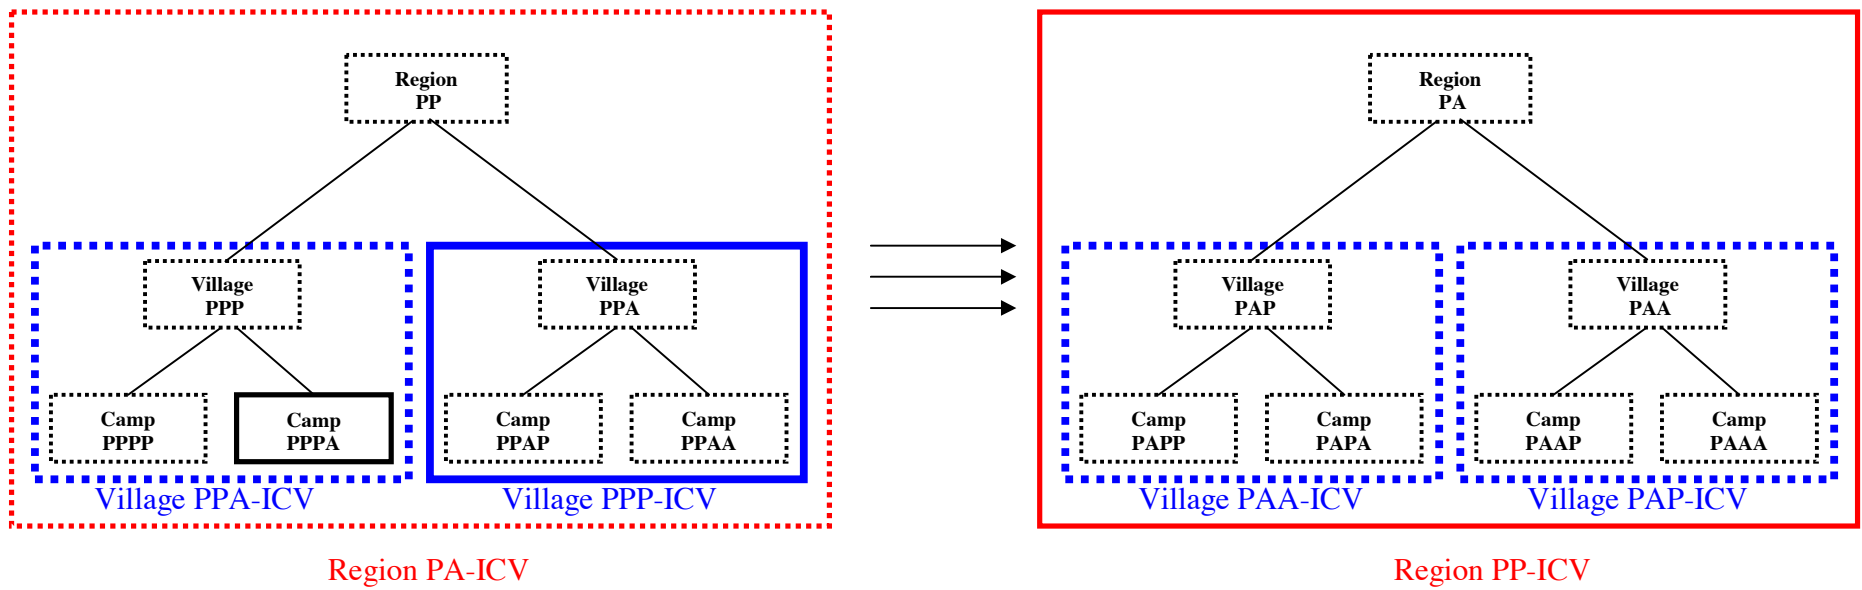 Region
PP
Region
PA
Village
PPP
Village
PPA
Village
PAP
Village
PAA
Camp
PPPP
Camp
PPPA
Camp
PPAP
Camp
PPAA
Camp
PAPP
Camp
PAPA
Camp
PAAP
Camp
PAAA
Village PPA-ICV
Village PPP-ICV
Village PAA-ICV
Village PAP-ICV
Region PA-ICV
Region PP-ICV